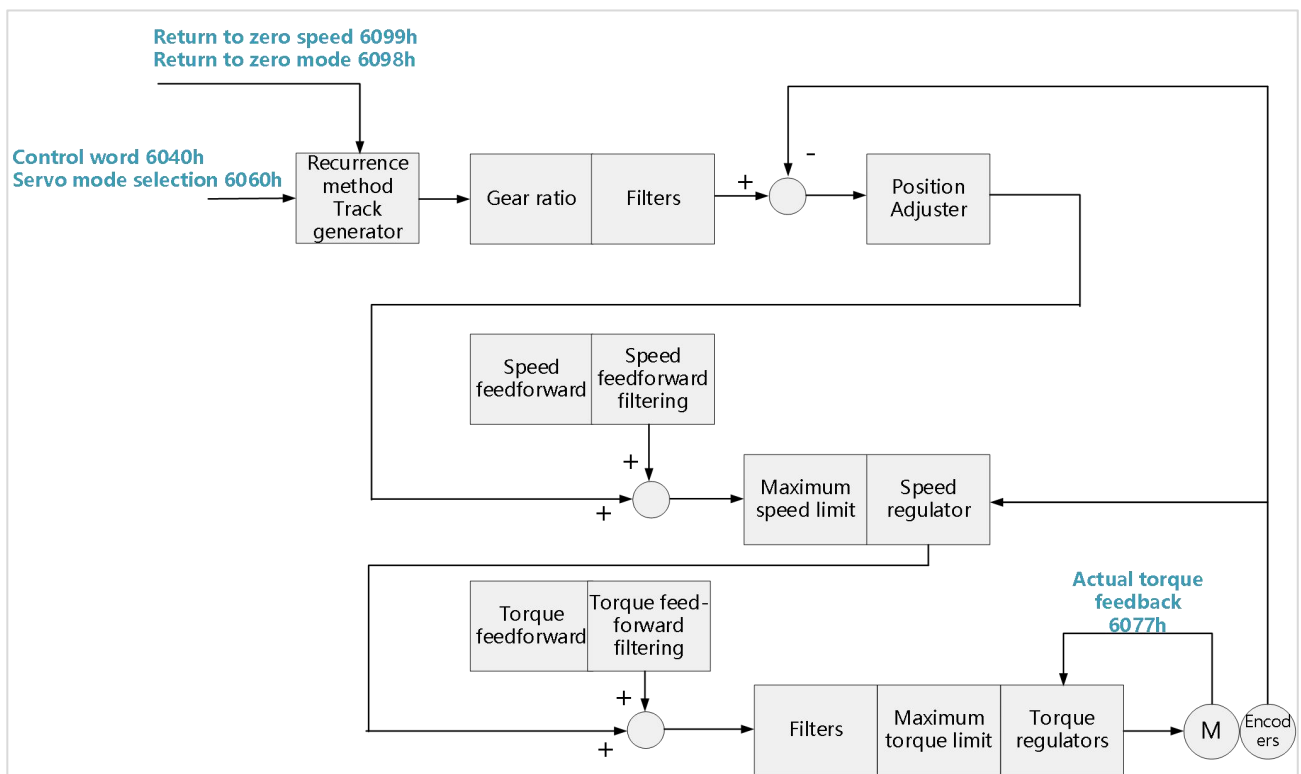 Return to zero speed 6099h
Return to zero mode 6098h
Control word 6040h
Servo mode selection 6060h
Recurrence
method
Track
generator
Gear ratio
Filters
+
-
Position
Adjuster
Speed
feedforward
Speed
feedforward
filtering
+
+
Maximum
speed limit
Speed
regulator
Torque
feedforward
Torque feed-
forward
filtering
+
+
Filters
Maximum
torque limit
Torque
regulators
Actual torque
feedback
6077h
M
Encod
ers